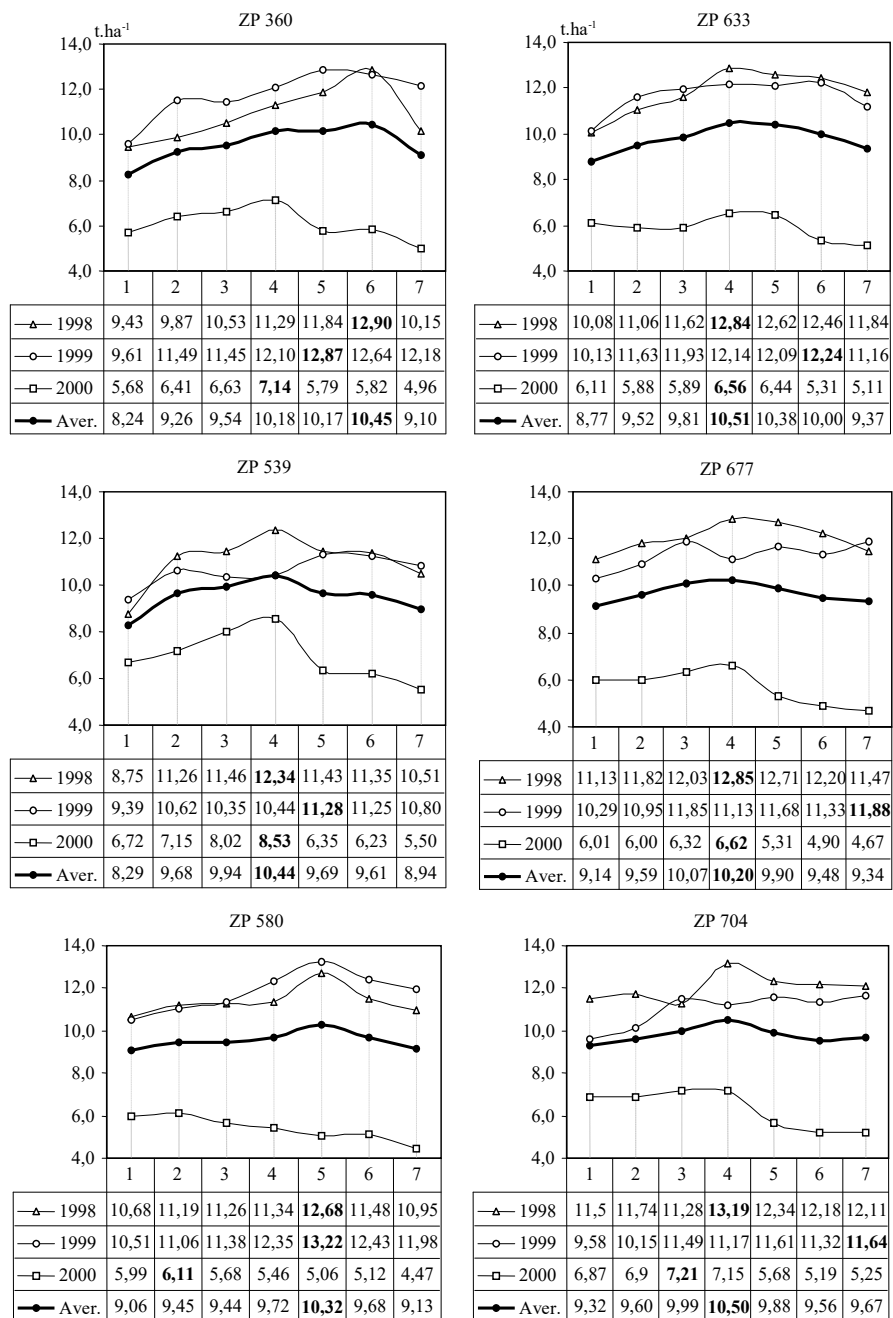 ZP 360
t.ha-1
14,0
12,0
10,0
8,0
6,0
4,0
1 2 3 4 5 6 7
1998 9,43 9,87 10,53 11,29 11,84 12,90 10,15
1999 9,61 11,49 11,45 12,10 12,87 12,64 12,18
2000 5,68 6,41 6,63 7,14 5,79 5,82 4,96
Aver. 8,24 9,26 9,54 10,18 10,17 10,45 9,10
ZP 633
t.ha-1
14,0
12,0
10,0
8,0
6,0
4,0
1 2 3 4 5 6 7
1998 10,08 11,06 11,62 12,84 12,62 12,46 11,84
1999 10,13 11,63 11,93 12,14 12,09 12,24 11,16
2000 6,11 5,88 5,89 6,56 6,44 5,31 5,11
Aver. 8,77 9,52 9,81 10,51 10,38 10,00 9,37
ZP 539
14,0
12,0
10,0
8,0
6,0
4,0
1 2 3 4 5 6 7
1998 8,75 11,26 11,46 12,34 11,43 11,35 10,51
1999 9,39 10,62 10,35 10,44 11,28 11,25 10,80
2000 6,72 7,15 8,02 8,53 6,35 6,23 5,50
Aver. 8,29 9,68 9,94 10,44 9,69 9,61 8,94
ZP 677
14,0
12,0
10,0
8,0
6,0
4,0
1 2 3 4 5 6 7
1998 11,13 11,82 12,03 12,85 12,71 12,20 11,47
1999 10,29 10,95 11,85 11,13 11,68 11,33 11,88
2000 6,01 6,00 6,32 6,62 5,31 4,90 4,67
Aver. 9,14 9,59 10,07 10,20 9,90 9,48 9,34
ZP 580
14,0
12,0
10,0
8,0
6,0
4,0
1 2 3 4 5 6 7
1998 10,68 11,19 11,26 11,34 12,68 11,48 10,95
1999 10,51 11,06 11,38 12,35 13,22 12,43 11,98
2000 5,99 6,11 5,68 5,46 5,06 5,12 4,47
Aver. 9,06 9,45 9,44 9,72 10,32 9,68 9,13
ZP 704
14,0
12,0
10,0
8,0
6,0
4,0
1 2 3 4 5 6 7
1998 11,5 11,74 11,28 13,19 12,34 12,18 12,11
1999 9,58 10,15 11,49 11,17 11,61 11,32 11,64
2000 6,87 6,9 7,21 7,15 5,68 5,19 5,25
Aver. 9,32 9,60 9,99 10,50 9,88 9,56 9,67